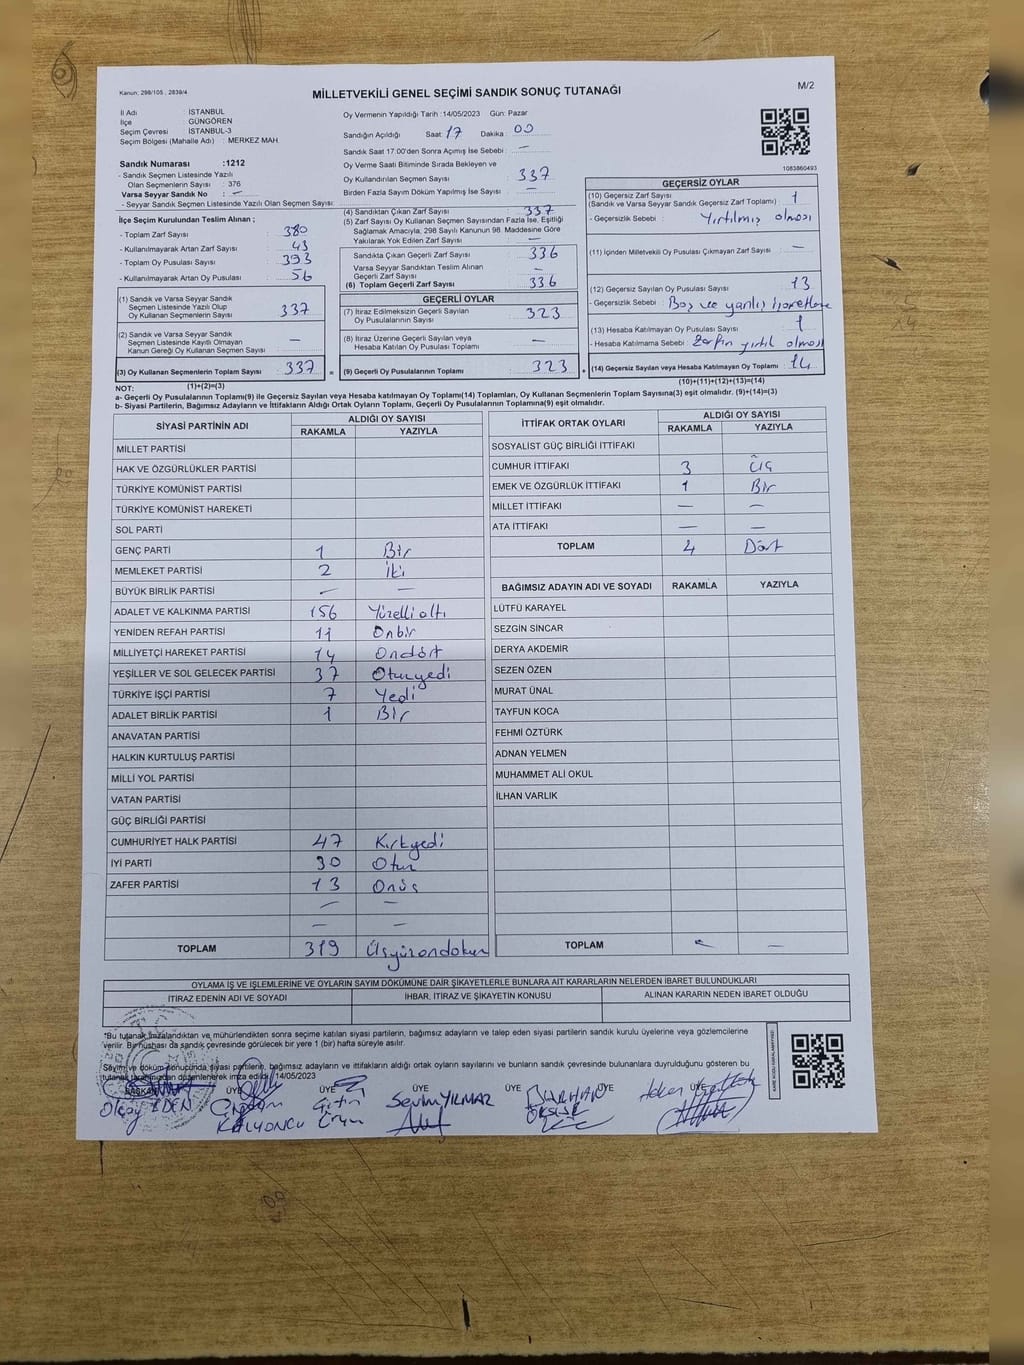 Kanun: 298/105 , 2839/4
MİLLETVEKİLİ GENEL SEÇİMİ SANDIK SONUÇ TUTANAĞI
M/2
İl Adı İSTANBUL
İlçe GÜNGÖREN
Seçim Çevresi İSTANBUL-3
Seçim Bölgesi (Mahalle Adı) : MERKEZ MAH.
Sandık Numarası :1212
- Sandık Seçmen Listesinde Yazılı
Olan Seçmenlerin Sayısı : 376
Varsa Seyyar Sandık No : —
- Seyyar Sandık Seçmen Listesinde Yazılı Olan Seçmen Sayısı:
İlçe Seçim Kurulundan Teslim Alınan ;
- Toplam Zarf Sayısı : 380
- Kullanılmayarak Artan Zarf Sayısı : 43
- Toplam Oy Pusulası Sayısı : 393
- Kullanılmayarak Artan Oy Pusulası : 56
(1) Sandık ve Varsa Seyyar Sandık
Seçmen Listesinde Yazılı Olup
Oy Kullanan Seçmenlerin Sayısı : 337
(2) Sandık ve Varsa Seyyar Sandık
Seçmen Listesinde Kayıtlı Olmayan
Kanun Gereği Oy Kullanan Seçmen Sayısı : —
(3) Oy Kullanan Seçmenlerin Toplam Sayısı : 337 =
(1)+(2)=(3)
Oy Vermenin Yapıldığı Tarih :14/05/2023 Gün: Pazar
Sandığın Açıldığı Saat: 17 Dakika: 00
Sandık Saat 17.00'den Sonra Açımış İse Sebebi : —
Oy Verme Saati Bitiminde Sırada Bekleyen ve
Oy Kullandırılan Seçmen Sayısı : 337
Birden Fazla Sayım Döküm Yapılmış İse Sayısı : —
(4) Sandıktan Çıkan Zarf Sayısı : 337
(5) Zarf Sayısı Oy Kullanan Seçmen Sayısından Fazla İse, Eşitliği
Sağlamak Amacıyla, 298 Sayılı Kanunun 98. Maddesine Göre
Yakılarak Yok Edilen Zarf Sayısı : —
Sandıkta Çıkan Geçerli Zarf Sayısı : 336
Varsa Seyyar Sandıktan Teslim Alınan
Geçerli Zarf Sayısı : —
(6) Toplam Geçerli Zarf Sayısı : 336
GEÇERLİ OYLAR
(7) İtiraz Edilmeksizin Geçerli Sayılan
Oy Pusulalarının Sayısı : 323
(8) İtiraz Üzerine Geçerli Sayılan veya
Hesaba Katılan Oy Pusulası Toplamı : —
(9) Geçerli Oy Pusulalarının Toplamı : 323 +
1083860493
GEÇERSİZ OYLAR
(10) Geçersiz Zarf Sayısı : 1
(Sandık ve Varsa Seyyar Sandık Geçersiz Zarf Toplamı)
- Geçersizlik Sebebi : Yırtılmış olması
(11) İçinden Milletvekili Oy Pusulası Çıkmayan Zarf Sayısı : —
(12) Geçersiz Sayılan Oy Pusulası Sayısı : 13
- Geçersizlik Sebebi : Boş ve yanlış işaretleme
(13) Hesaba Katılmayan Oy Pusulası Sayısı : 1
- Hesaba Katılmama Sebebi : Zarfın yırtıl olması
(14) Geçersiz Sayılan veya Hesaba Katılmayan Oy Toplamı : 14
(10)+(11)+(12)+(13)=(14)
NOT:
a- Geçerli Oy Pusulalarının Toplamı(9) ile Geçersiz Sayılan veya Hesaba katılmayan Oy Toplamı(14) Toplamları, Oy Kullanan Seçmenlerin Toplam Sayısına(3) eşit olmalıdır. (9)+(14)=(3)
b- Siyasi Partilerin, Bağımsız Adayların ve İttifakların Aldığı Ortak Oyların Toplamı, Geçerli Oy Pusulalarının Toplamına(9) eşit olmalıdır.
SİYASİ PARTİNİN ADI ALDIĞI OY SAYISI
RAKAMLA YAZIYLA
MİLLET PARTİSİ
HAK VE ÖZGÜRLÜKLER PARTİSİ
TÜRKİYE KOMÜNİST PARTİSİ
TÜRKİYE KOMÜNİST HAREKETİ
SOL PARTİ
GENÇ PARTİ 1 Bir
MEMLEKET PARTİSİ 2 İki
BÜYÜK BİRLİK PARTİSİ — —
ADALET VE KALKINMA PARTİSİ 156 Yüzelli altı
YENİDEN REFAH PARTİSİ 11 Onbir
MİLLİYETÇİ HAREKET PARTİSİ 14 Ondört
YEŞİLLER VE SOL GELECEK PARTİSİ 37 Otuzyedi
TÜRKİYE İŞÇİ PARTİSİ 7 Yedi
ADALET BİRLİK PARTİSİ 1 Bir
ANAVATAN PARTİSİ
HALKIN KURTULUŞ PARTİSİ
MİLLİ YOL PARTİSİ
VATAN PARTİSİ
GÜÇ BİRLİĞİ PARTİSİ
CUMHURİYET HALK PARTİSİ 47 Kırkyedi
İYİ PARTİ 30 Otuz
ZAFER PARTİSİ 13 Onüç
— —
— —
TOPLAM 319 Üçyüzondokuz
İTTİFAK ORTAK OYLARI ALDIĞI OY SAYISI
RAKAMLA YAZIYLA
SOSYALİST GÜÇ BİRLİĞİ İTTİFAKI
CUMHUR İTTİFAKI 3 Üç
EMEK VE ÖZGÜRLÜK İTTİFAKI 1 Bir
MİLLET İTTİFAKI — —
ATA İTTİFAKI — —
TOPLAM 4 Dört
BAĞIMSIZ ADAYIN ADI VE SOYADI RAKAMLA YAZIYLA
LÜTFÜ KARAYEL
SEZGİN SİNCAR
DERYA AKDEMİR
SEZEN ÖZEN
MURAT ÜNAL
TAYFUN KOCA
FEHMİ ÖZTÜRK
ADNAN YELMEN
MUHAMMET ALİ OKUL
İLHAN VARLIK
TOPLAM — —
OYLAMA İŞ VE İŞLEMLERİNE VE OYLARIN SAYIM DÖKÜMÜNE DAİR ŞİKAYETLERLE BUNLARA AİT KARARLARIN NELERDEN İBARET BULUNDUKLARI
İTİRAZ EDENİN ADI VE SOYADI İHBAR, İTİRAZ VE ŞİKAYETİN KONUSU ALINAN KARARIN NEDEN İBARET OLDUĞU
*Bu tutanak imzalandıktan ve mühürlendikten sonra seçime katılan siyasi partilerin, bağımsız adayların ve talep eden siyasi partilerin sandık kurulu üyelerine veya gözlemcilerine
verilir. Bir nüshası da sandık çevresinde görülecek bir yere 1 (bir) hafta süreyle asılır.
Sayım ve döküm sonucunda siyasi partilerin, bağımsız adayların ve ittifakların aldığı ortak oyların sayılarını ve bunların sandık çevresinde bulunanlara duyrulduğunu gösteren bu
tutanak tarafımızdan düzenlenerek imza edildi. 14/05/2023
BAŞKAN ÜYE ÜYE ÜYE ÜYE ÜYE ÜYE
Olcay EDEN Çiğdem KALYONCU Çetin Sevim YILMAZ BURHAN Hakan